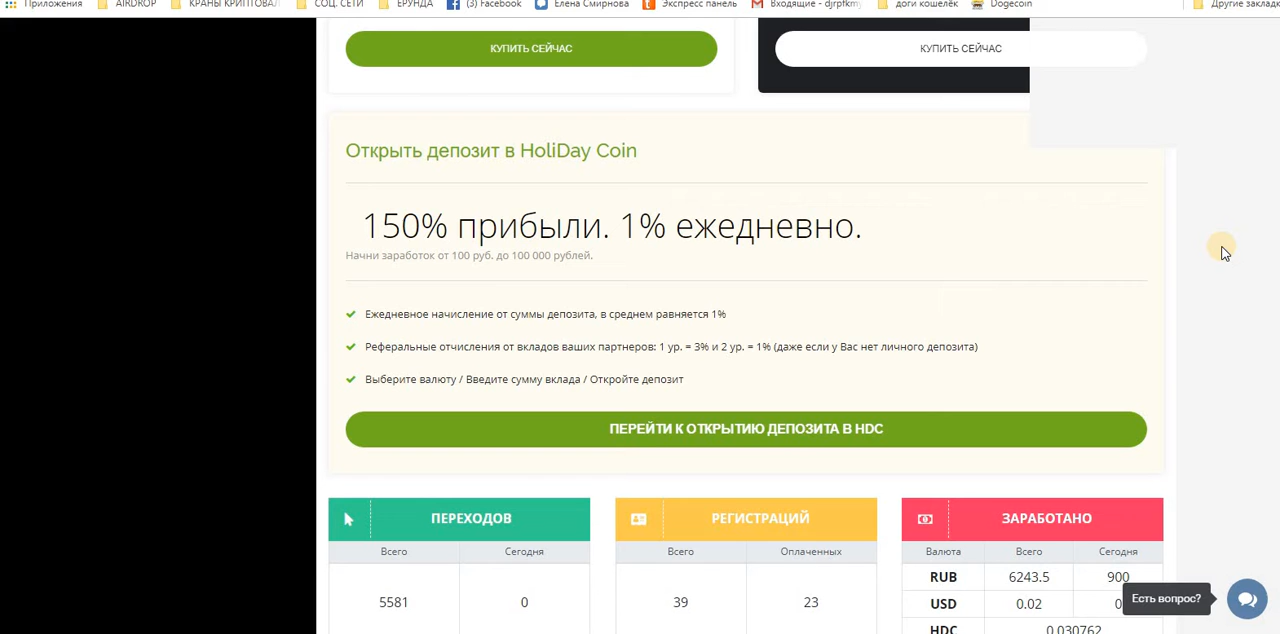 Приложения AIRDROP КРАНЫ КРИПТОВАЛ СОЦ. СЕТИ ЕРУНДА (3) Facebook Елена Смирнова Экспресс панель Входящие - djrpfkmy доги кошелёк Dogecoin Другие закладк
КУПИТЬ СЕЙЧАС КУПИТЬ СЕЙЧАС
Открыть депозит в HoliDay Coin
150% прибыли. 1% ежедневно.
Начни заработок от 100 руб. до 100 000 рублей.
Ежедневное начисление от суммы депозита, в среднем равняется 1%
Реферальные отчисления от вкладов ваших партнеров: 1 ур. = 3% и 2 ур. = 1% (даже если у Вас нет личного депозита)
Выберите валюту / Введите сумму вклада / Откройте депозит
ПЕРЕЙТИ К ОТКРЫТИЮ ДЕПОЗИТА В HDC
ПЕРЕХОДОВ РЕГИСТРАЦИЙ ЗАРАБОТАНО
Всего Сегодня Всего Оплаченных Валюта Всего Сегодня
RUB 6243.5 900
5581 0 39 23 USD 0.02 0
Есть вопрос?
HDC 0.030762